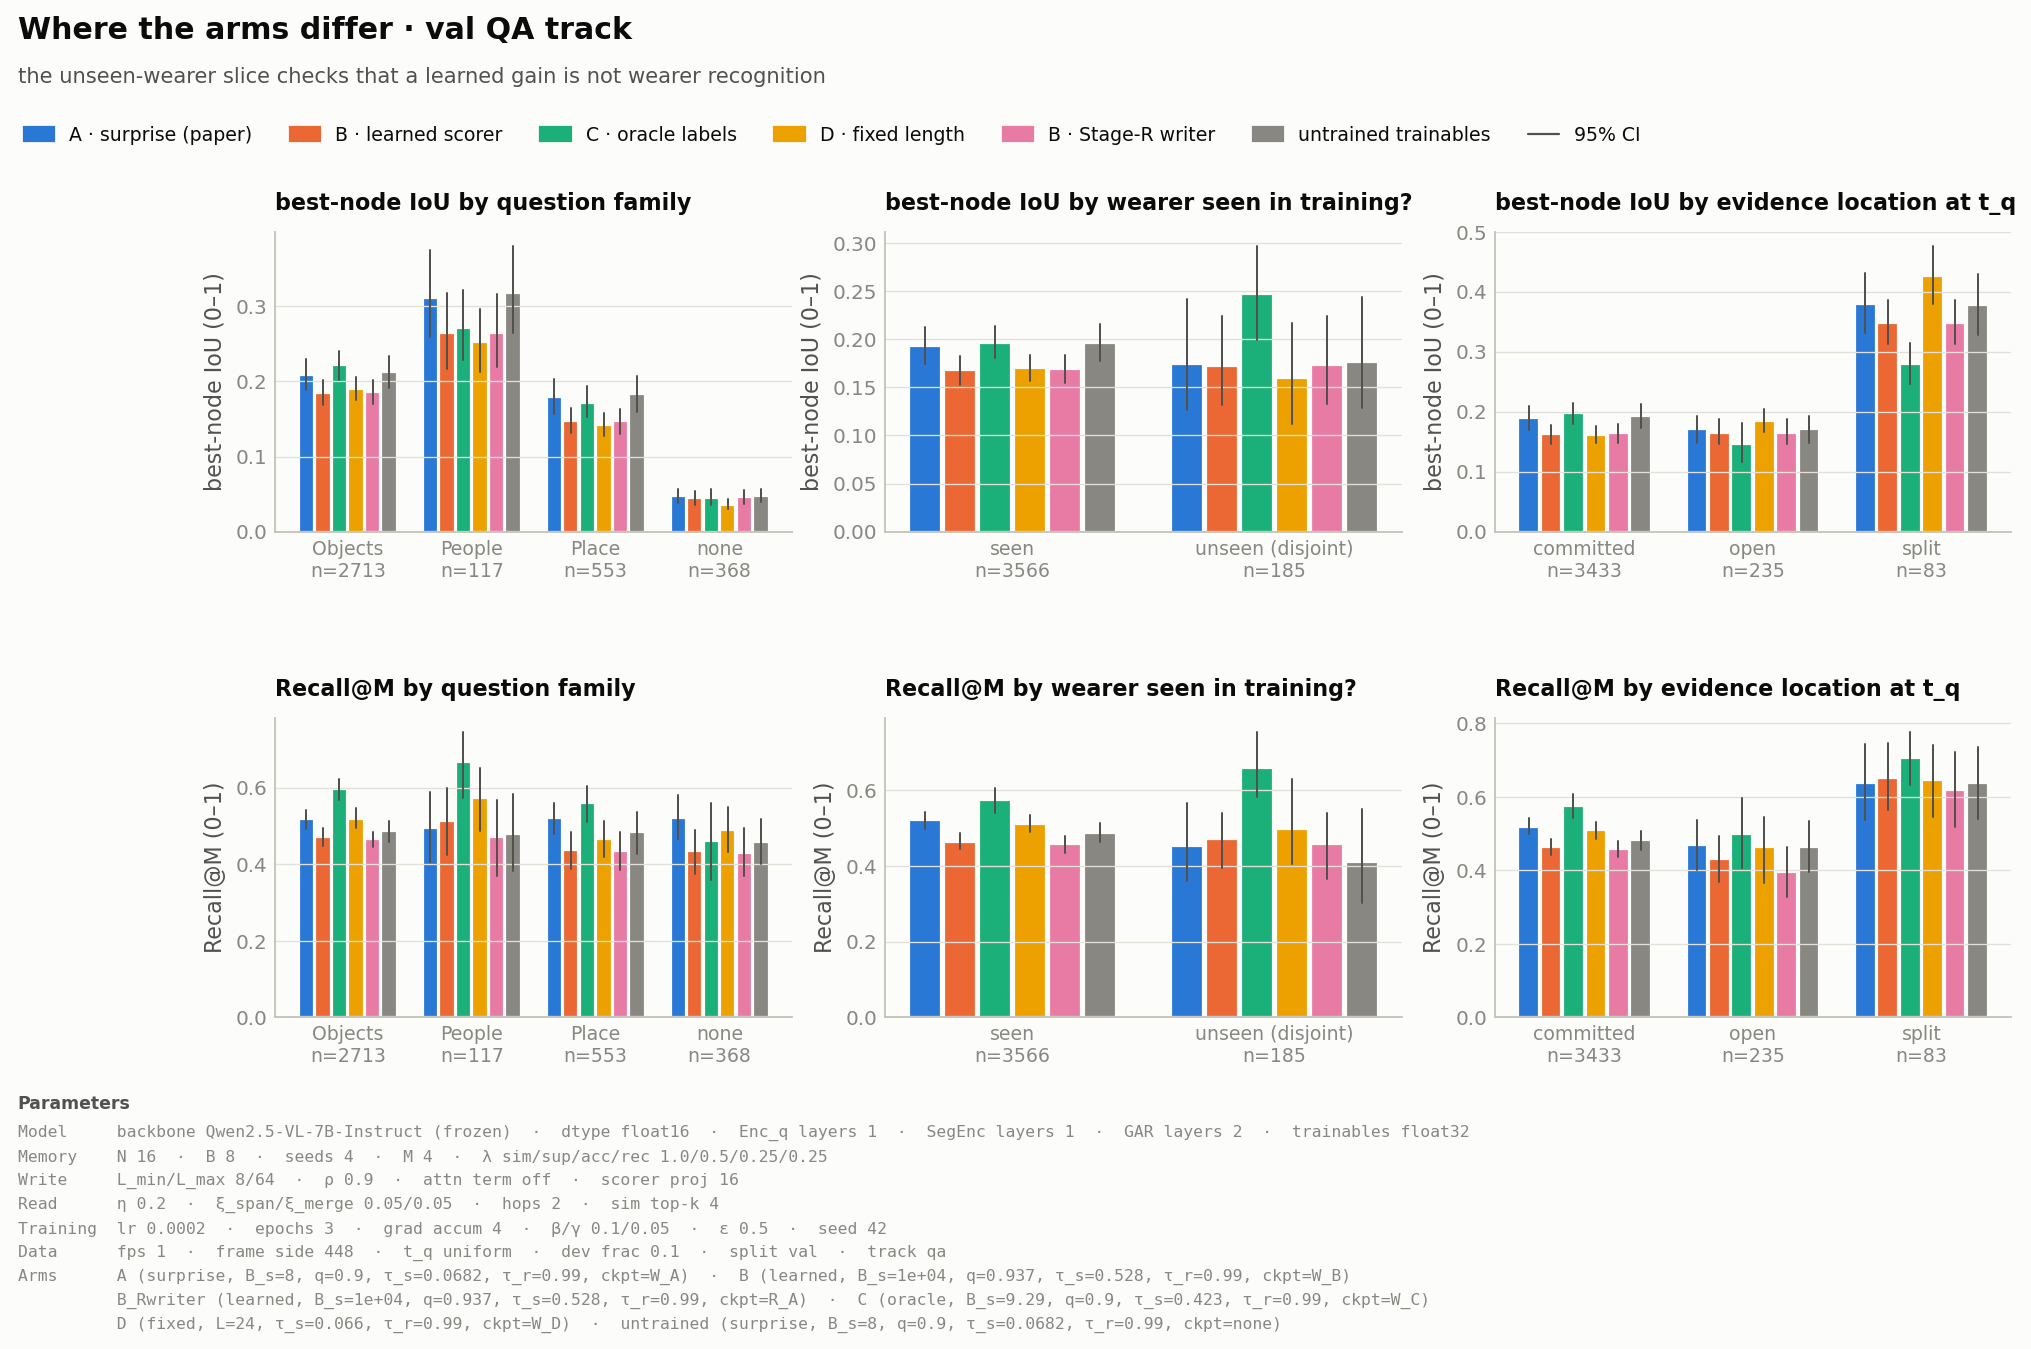 Where the arms differ · val QA track
the unseen-wearer slice checks that a learned gain is not wearer recognition
A · surprise (paper) B · learned scorer C · oracle labels D · fixed length B · Stage-R writer untrained trainables 95% CI
best-node IoU by question family
best-node IoU (0–1)
0.3
0.2
0.1
0.0
Objects People Place none
n=2713 n=117 n=553 n=368
best-node IoU by wearer seen in training?
best-node IoU (0–1)
0.30
0.25
0.20
0.15
0.10
0.05
0.00
seen unseen (disjoint)
n=3566 n=185
best-node IoU by evidence location at t_q
best-node IoU (0–1)
0.5
0.4
0.3
0.2
0.1
0.0
committed open split
n=3433 n=235 n=83
Recall@M by question family
Recall@M (0–1)
0.6
0.4
0.2
0.0
Objects People Place none
n=2713 n=117 n=553 n=368
Recall@M by wearer seen in training?
Recall@M (0–1)
0.6
0.4
0.2
0.0
seen unseen (disjoint)
n=3566 n=185
Recall@M by evidence location at t_q
Recall@M (0–1)
0.8
0.6
0.4
0.2
0.0
committed open split
n=3433 n=235 n=83
Parameters
Model backbone Qwen2.5-VL-7B-Instruct (frozen) · dtype float16 · Enc_q layers 1 · SegEnc layers 1 · GAR layers 2 · trainables float32
Memory N 16 · B 8 · seeds 4 · M 4 · λ sim/sup/acc/rec 1.0/0.5/0.25/0.25
Write L_min/L_max 8/64 · ρ 0.9 · attn term off · scorer proj 16
Read η 0.2 · ξ_span/ξ_merge 0.05/0.05 · hops 2 · sim top-k 4
Training lr 0.0002 · epochs 3 · grad accum 4 · β/γ 0.1/0.05 · ε 0.5 · seed 42
Data fps 1 · frame side 448 · t_q uniform · dev frac 0.1 · split val · track qa
Arms A (surprise, B_s=8, q=0.9, τ_s=0.0682, τ_r=0.99, ckpt=W_A) · B (learned, B_s=1e+04, q=0.937, τ_s=0.528, τ_r=0.99, ckpt=W_B)
B_Rwriter (learned, B_s=1e+04, q=0.937, τ_s=0.528, τ_r=0.99, ckpt=R_A) · C (oracle, B_s=9.29, q=0.9, τ_s=0.423, τ_r=0.99, ckpt=W_C)
D (fixed, L=24, τ_s=0.066, τ_r=0.99, ckpt=W_D) · untrained (surprise, B_s=8, q=0.9, τ_s=0.0682, τ_r=0.99, ckpt=none)